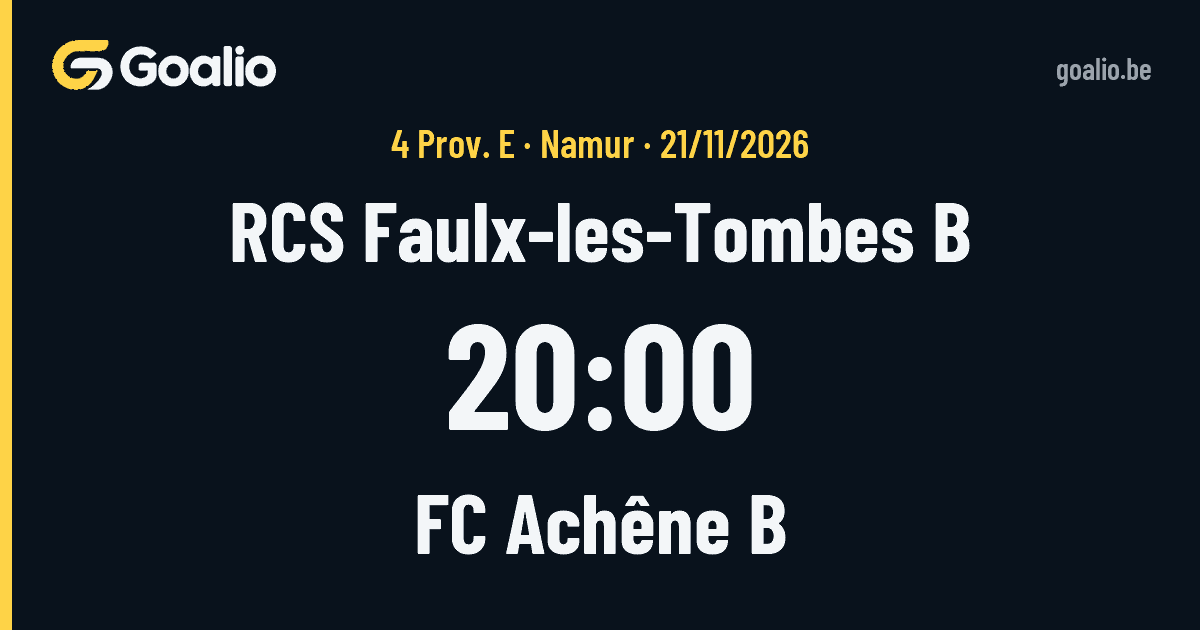 Goalio
goalio.be
4 Prov. E · Namur · 21/11/2026
RCS Faulx-les-Tombes B
20:00
FC Achêne B